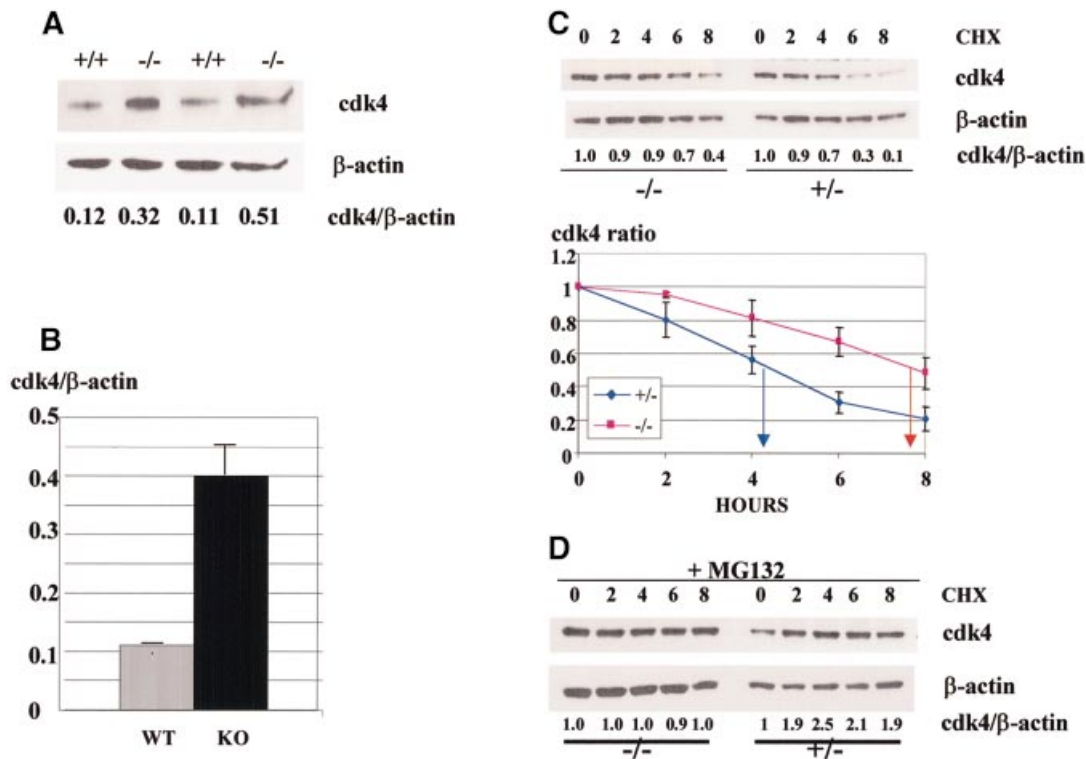 A
+/+ -/- +/+ -/-
cdk4
β-actin
0.12 0.32 0.11 0.51 cdk4/β-actin
B
cdk4/β-actin
0.5
0.4
0.3
0.2
0.1
0
WT KO
C
0 2 4 6 8 0 2 4 6 8 CHX
cdk4
β-actin
1.0 0.9 0.9 0.7 0.4 1.0 0.9 0.7 0.3 0.1 cdk4/β-actin
-/- +/-
cdk4 ratio
1.2
1
0.8
0.6
0.4
0.2
0
+/-
-/-
0 2 4 6 8
HOURS
D
+ MG132
0 2 4 6 8 0 2 4 6 8 CHX
cdk4
β-actin
1.0 1.0 1.0 0.9 1.0 1 1.9 2.5 2.1 1.9 cdk4/β-actin
-/- +/-